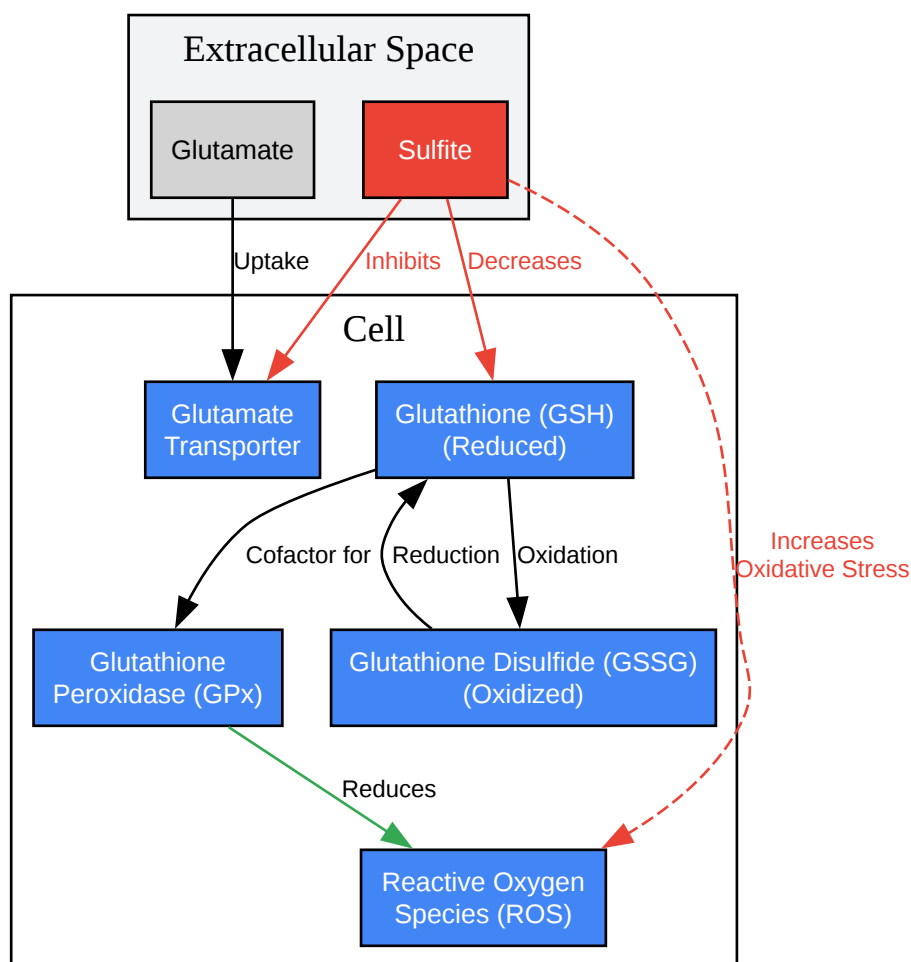 Extracellular Space
Glutamate
Sulfite
Uptake
Inhibits
Decreases
Cell
Glutamate
Transporter
Glutathione (GSH)
(Reduced)
Cofactor for
Reduction
Oxidation
Increases
Oxidative Stress
Glutathione
Peroxidase (GPx)
Glutathione Disulfide (GSSG)
(Oxidized)
Reduces
Reactive Oxygen
Species (ROS)